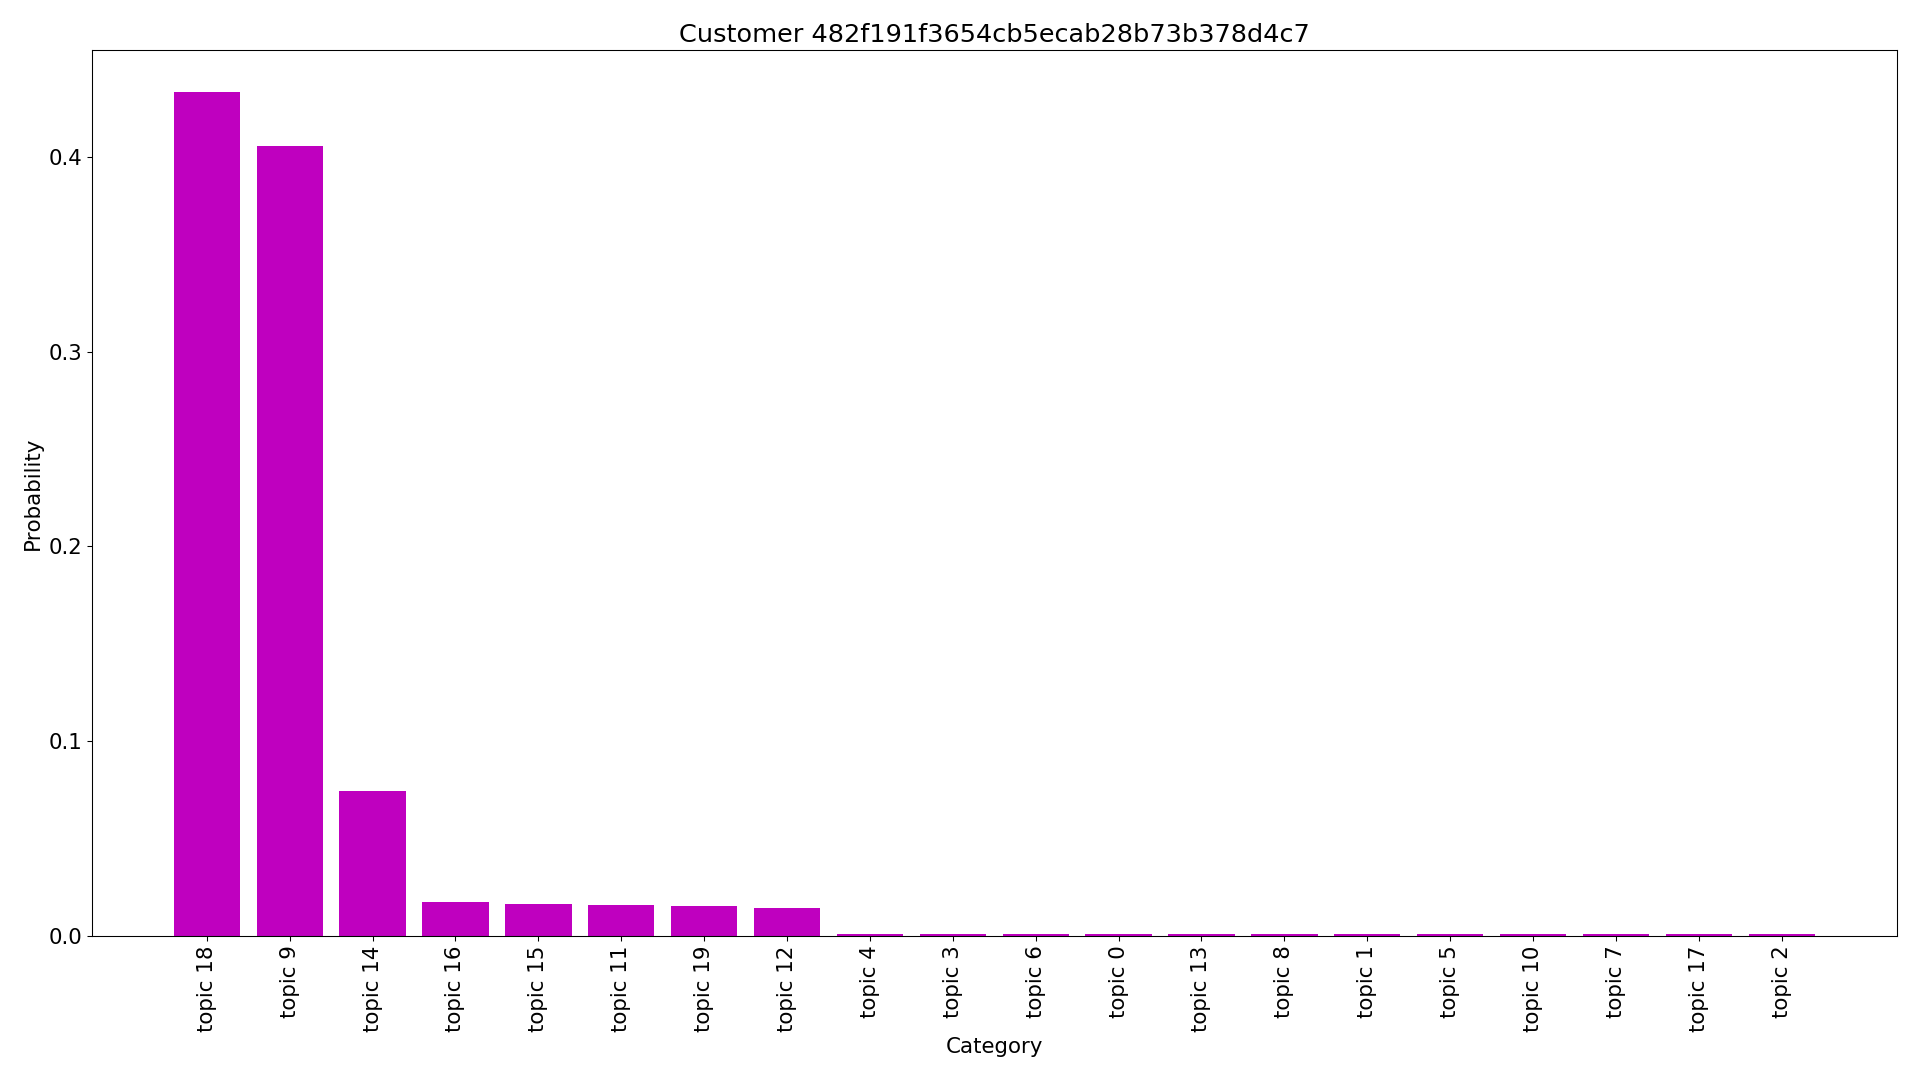 Customer 482f191f3654cb5ecab28b73b378d4c7
Probability
0.4
0.3
0.2
0.1
0.0
topic 18
topic 9
topic 14
topic 16
topic 15
topic 11
topic 19
topic 12
topic 4
topic 3
topic 6
topic 0
topic 13
topic 8
topic 1
topic 5
topic 10
topic 7
topic 17
topic 2
Category